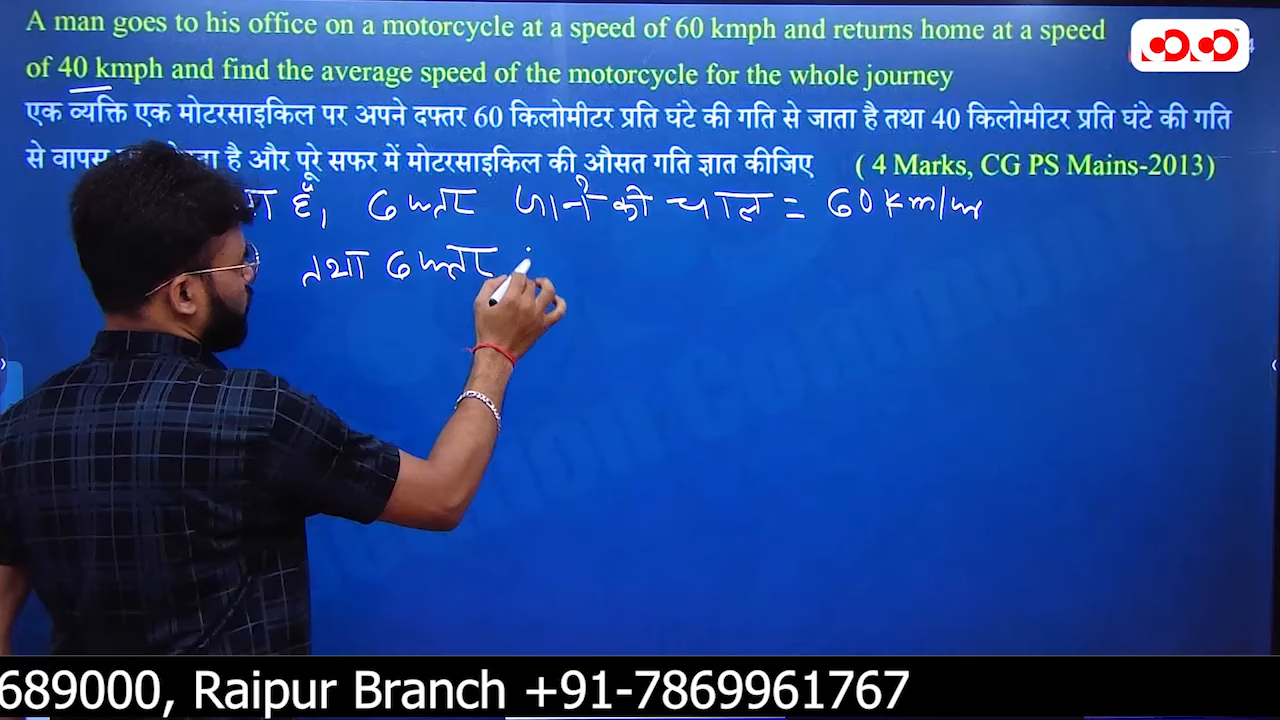 A man goes to his office on a motorcycle at a speed of 60 kmph and returns home at a speed
of 40 kmph and find the average speed of the motorcycle for the whole journey
एक व्यक्ति एक मोटरसाइकिल पर अपने दफ्तर 60 किलोमीटर प्रति घंटे की गति से जाता है तथा 40 किलोमीटर प्रति घंटे की गति
से वापस है और पूरे सफर में मोटरसाइकिल की औसत गति ज्ञात कीजिए ( 4 Marks, CG PS Mains-2013)
है, दफ्तर जाने की चाल = 60 km/hr
तथा दफ्तर
689000, Raipur Branch +91-7869961767